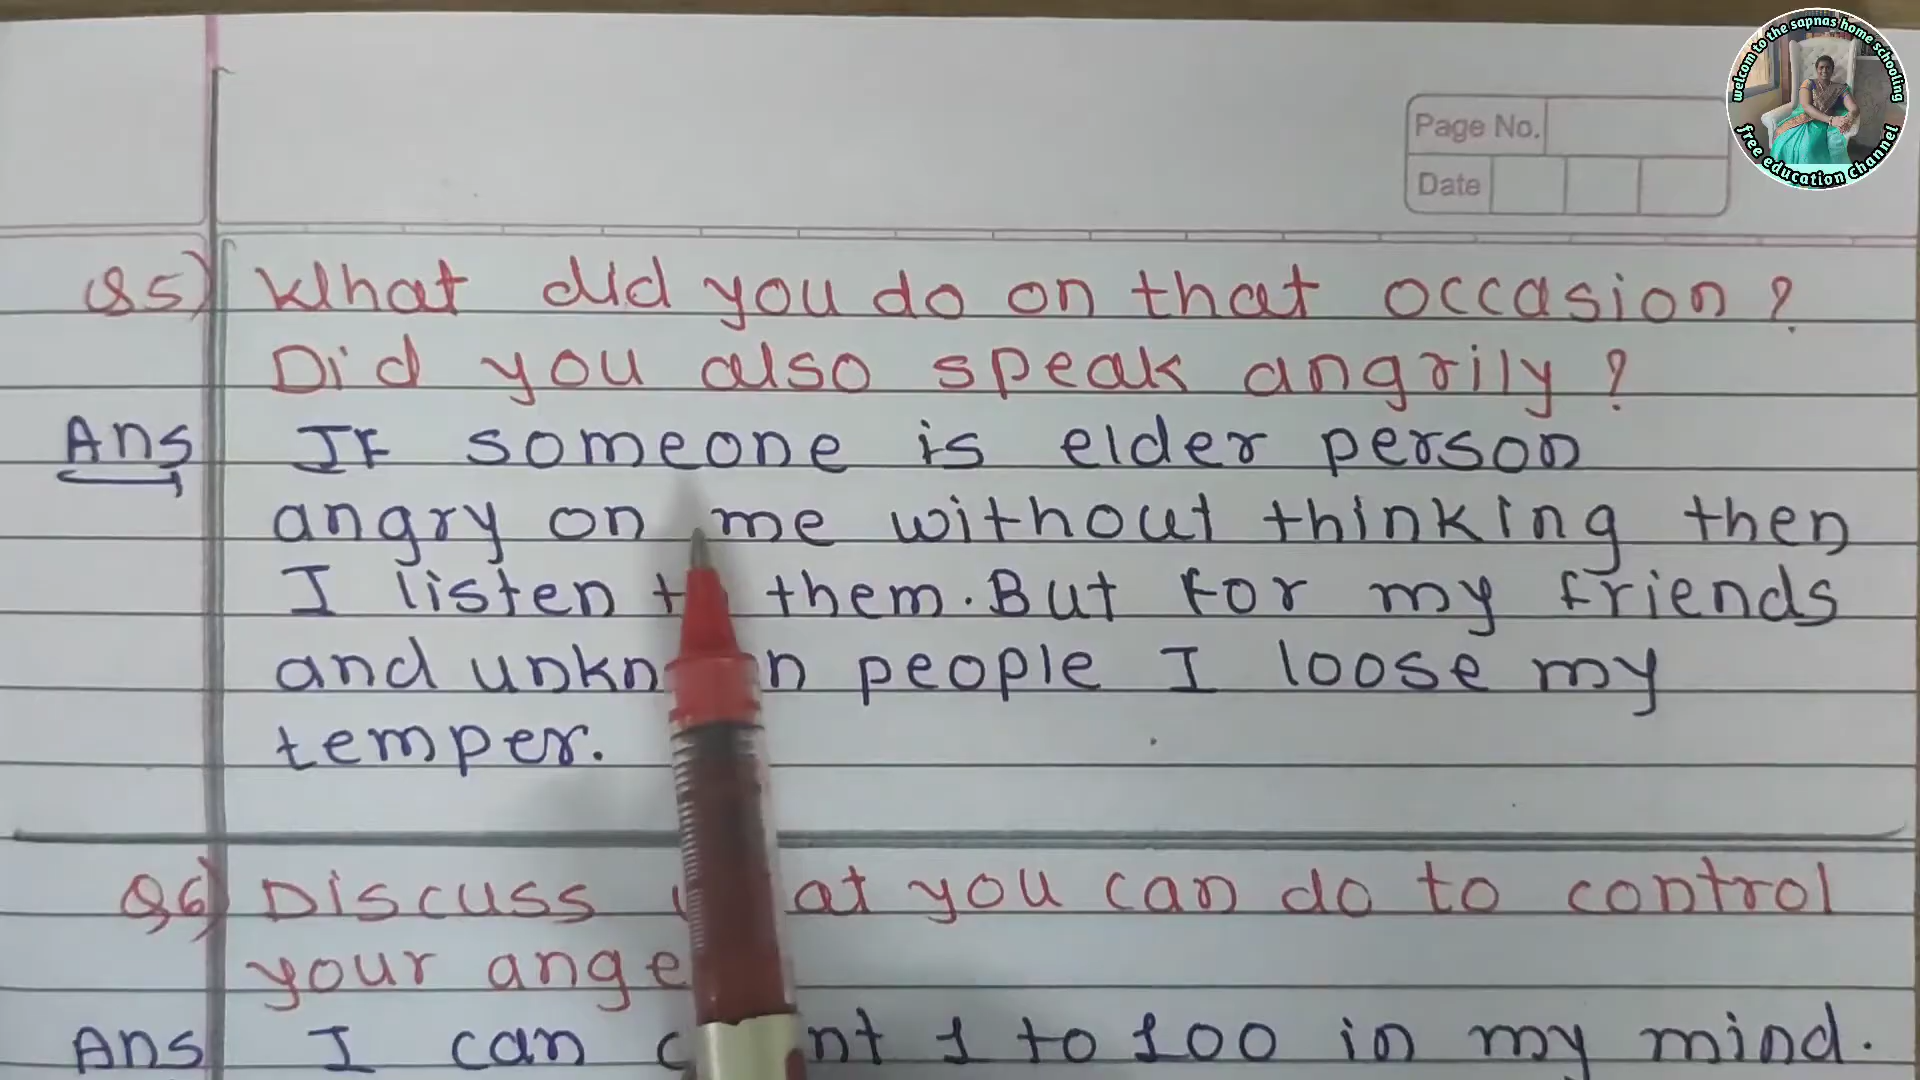 welcom to the sapnas home schooling
free education channel
Page No.
Date
Q5) What did you do on that occasion?
Did you also speak angrily?
Ans If someone is elder person
angry on me without thinking then
I listen them. But for my friends
and people I loose my
temper.
Q6) Discuss you can do to control
your
Ans I can 1 to 100 in my mind.